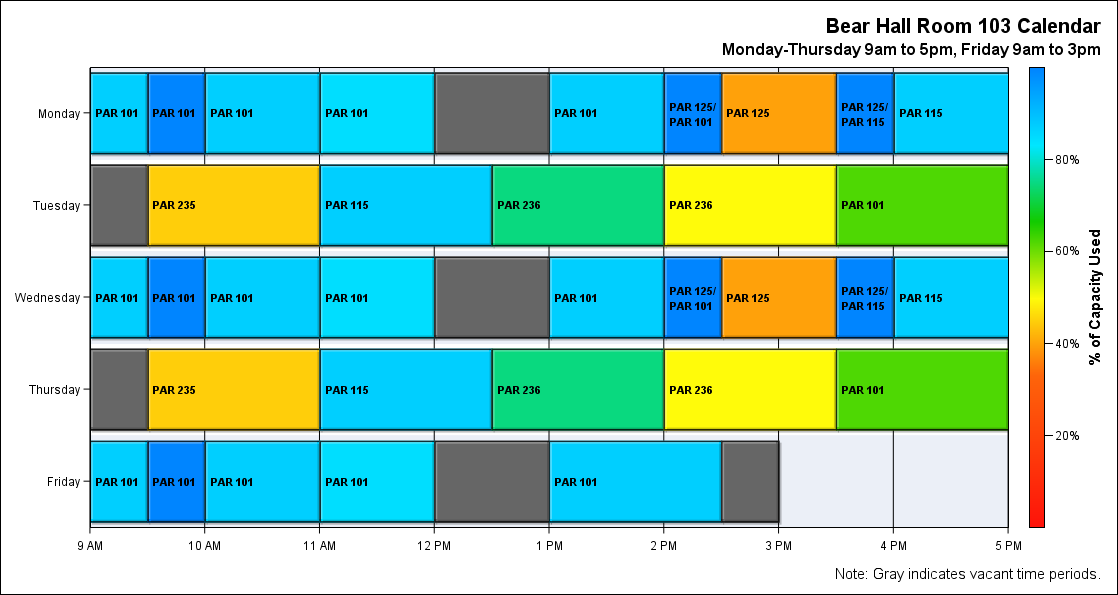 Bear Hall Room 103 Calendar
Monday-Thursday 9am to 5pm, Friday 9am to 3pm
Monday
PAR 101
PAR 101
PAR 101
PAR 101
PAR 101
PAR 125/
PAR 101
PAR 125
PAR 125/
PAR 115
PAR 115
Tuesday
PAR 235
PAR 115
PAR 236
PAR 236
PAR 101
Wednesday
PAR 101
PAR 101
PAR 101
PAR 101
PAR 101
PAR 125/
PAR 101
PAR 125
PAR 125/
PAR 115
PAR 115
Thursday
PAR 235
PAR 115
PAR 236
PAR 236
PAR 101
Friday
PAR 101
PAR 101
PAR 101
PAR 101
PAR 101
9 AM
10 AM
11 AM
12 PM
1 PM
2 PM
3 PM
4 PM
5 PM
80%
60%
40%
20%
% of Capacity Used
Note: Gray indicates vacant time periods.